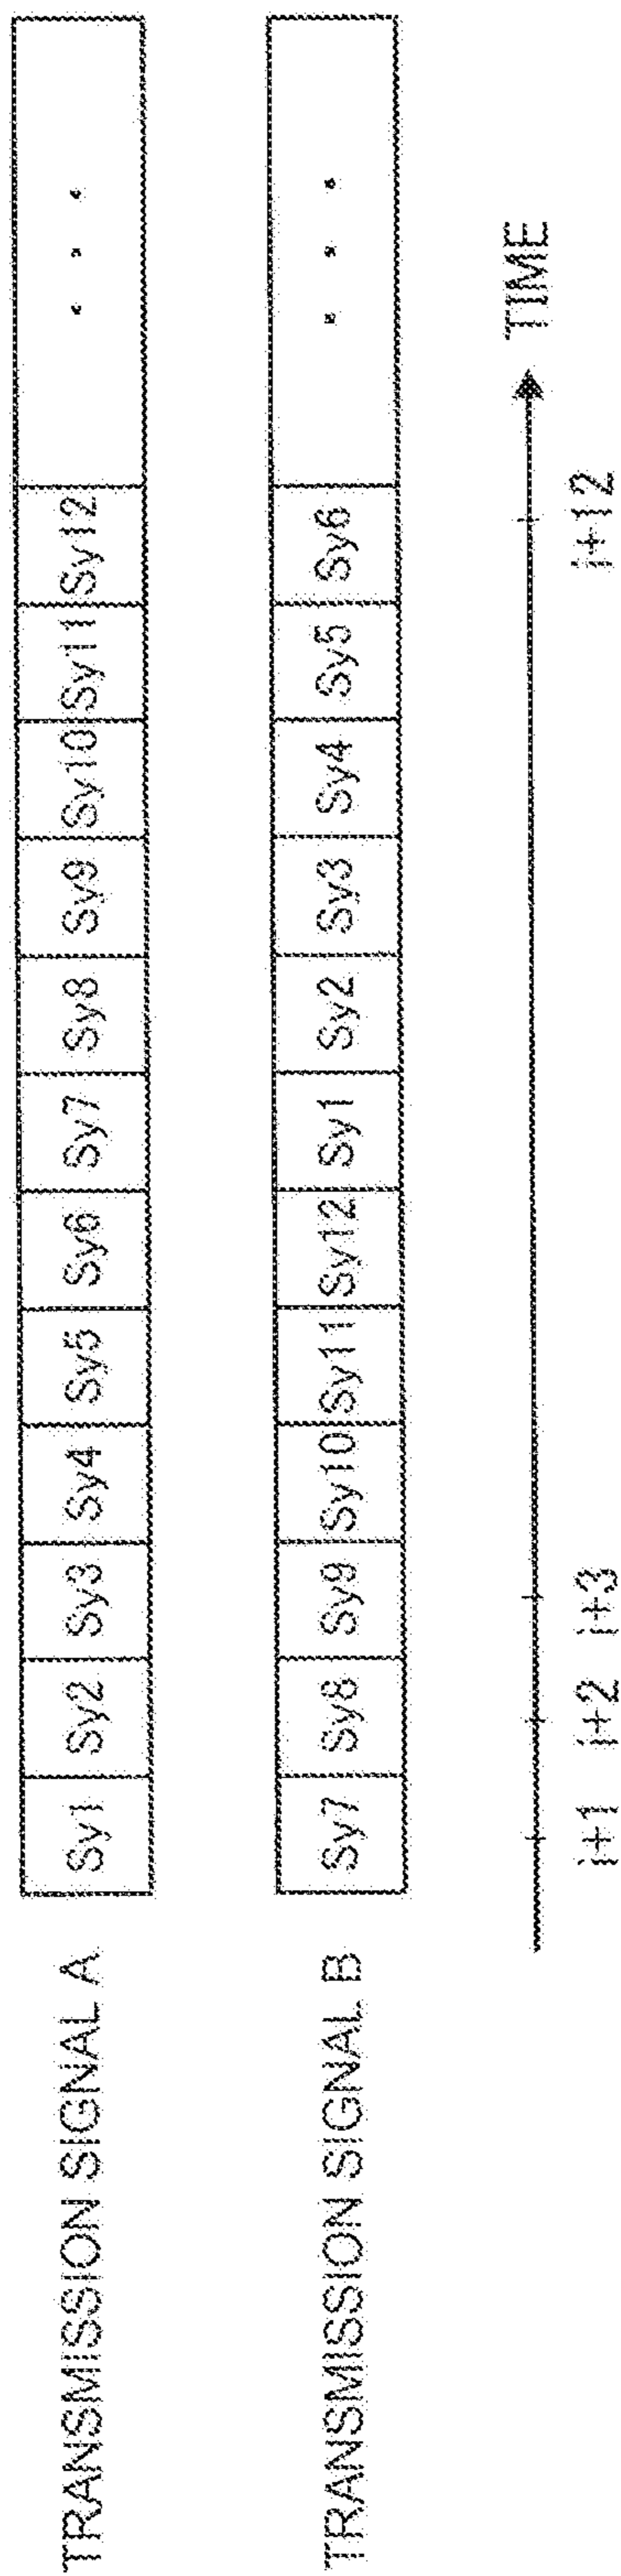 TRANSMISSION SIGNAL A Sy1 Sy2 Sy3 Sy4 Sy5 Sy6 Sy7 Sy8 Sy9 Sy10 Sy11 Sy12 . . .
TRANSMISSION SIGNAL B Sy7 Sy8 Sy9 Sy10 Sy11 Sy12 Sy1 Sy2 Sy3 Sy4 Sy5 Sy6 . . .
TIME
i+1 i+2 i+3 i+12